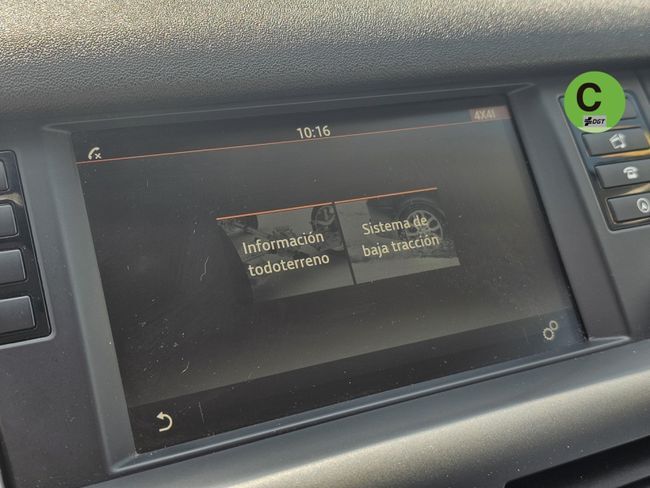 10:16
4X4I
C
DGT
Información
todoterreno
Sistema de
baja tracción